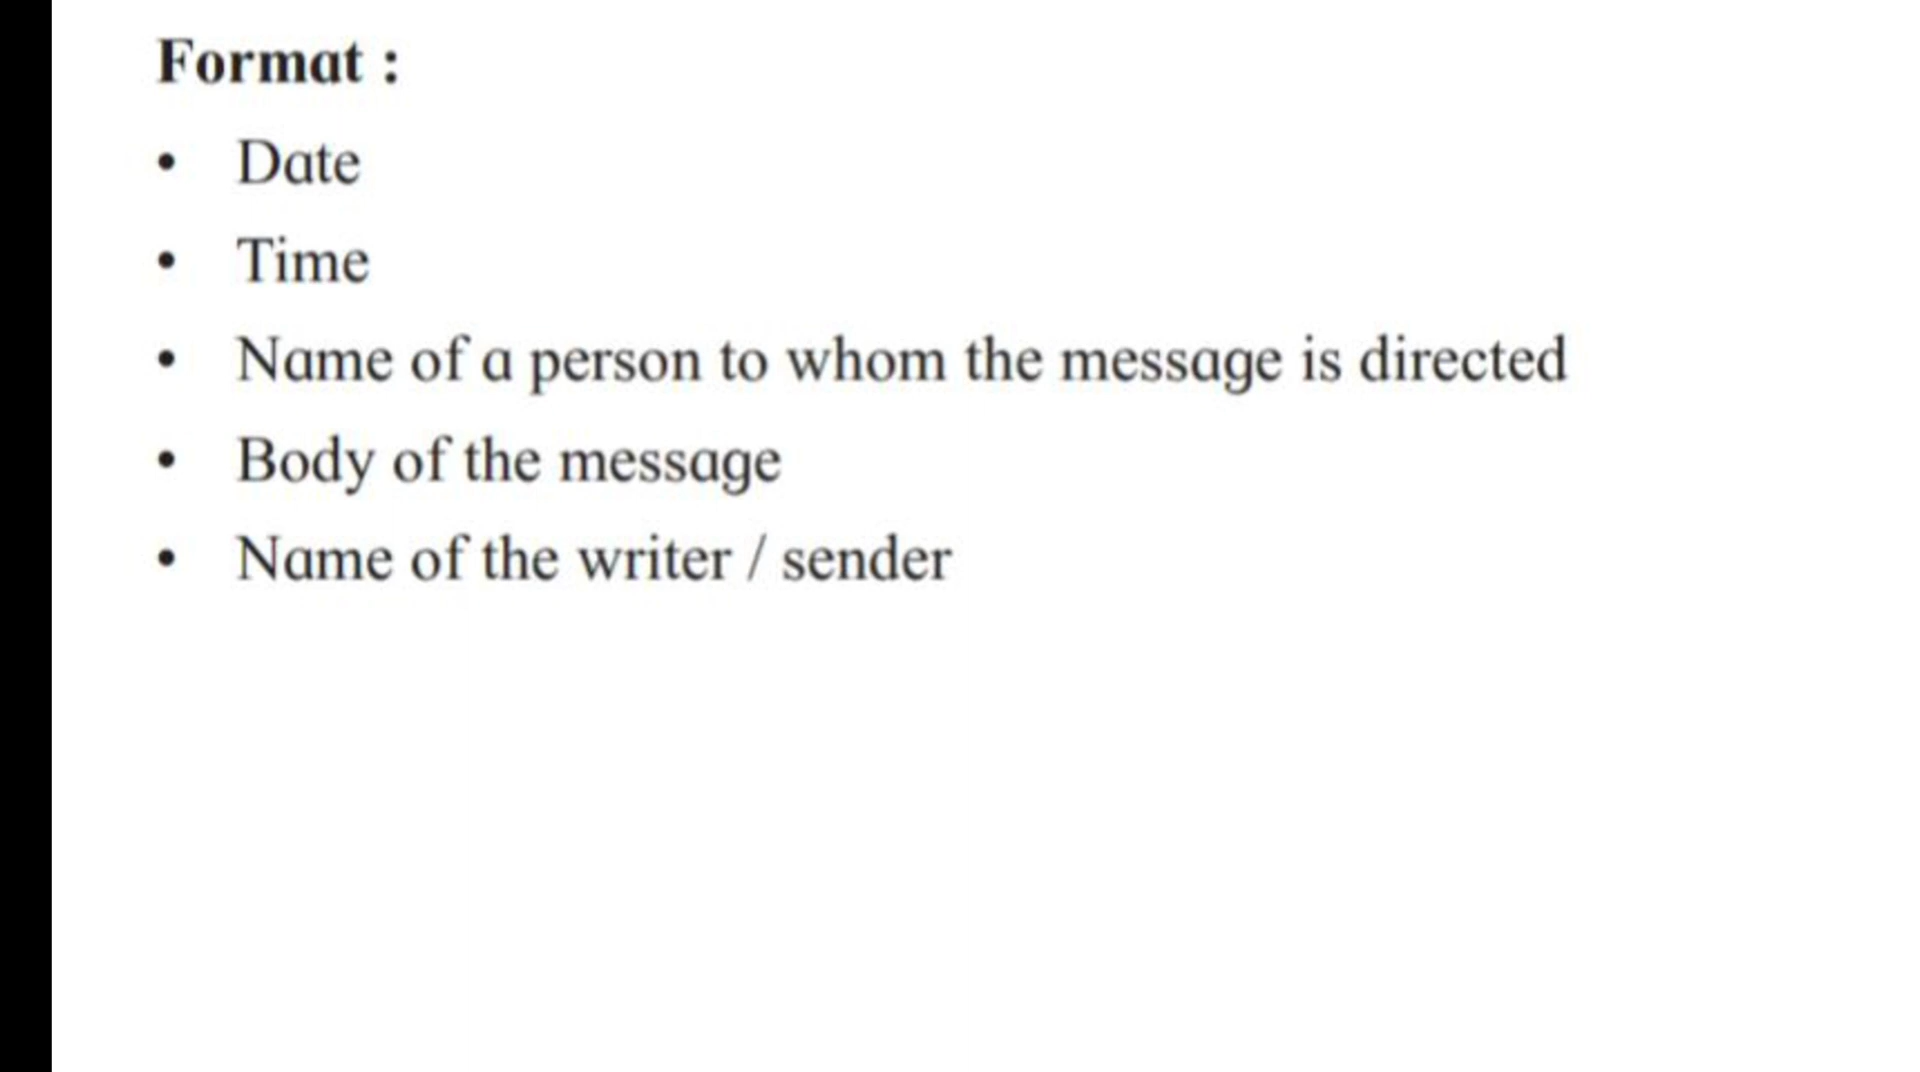 Format :
• Date
• Time
• Name of a person to whom the message is directed
• Body of the message
• Name of the writer / sender